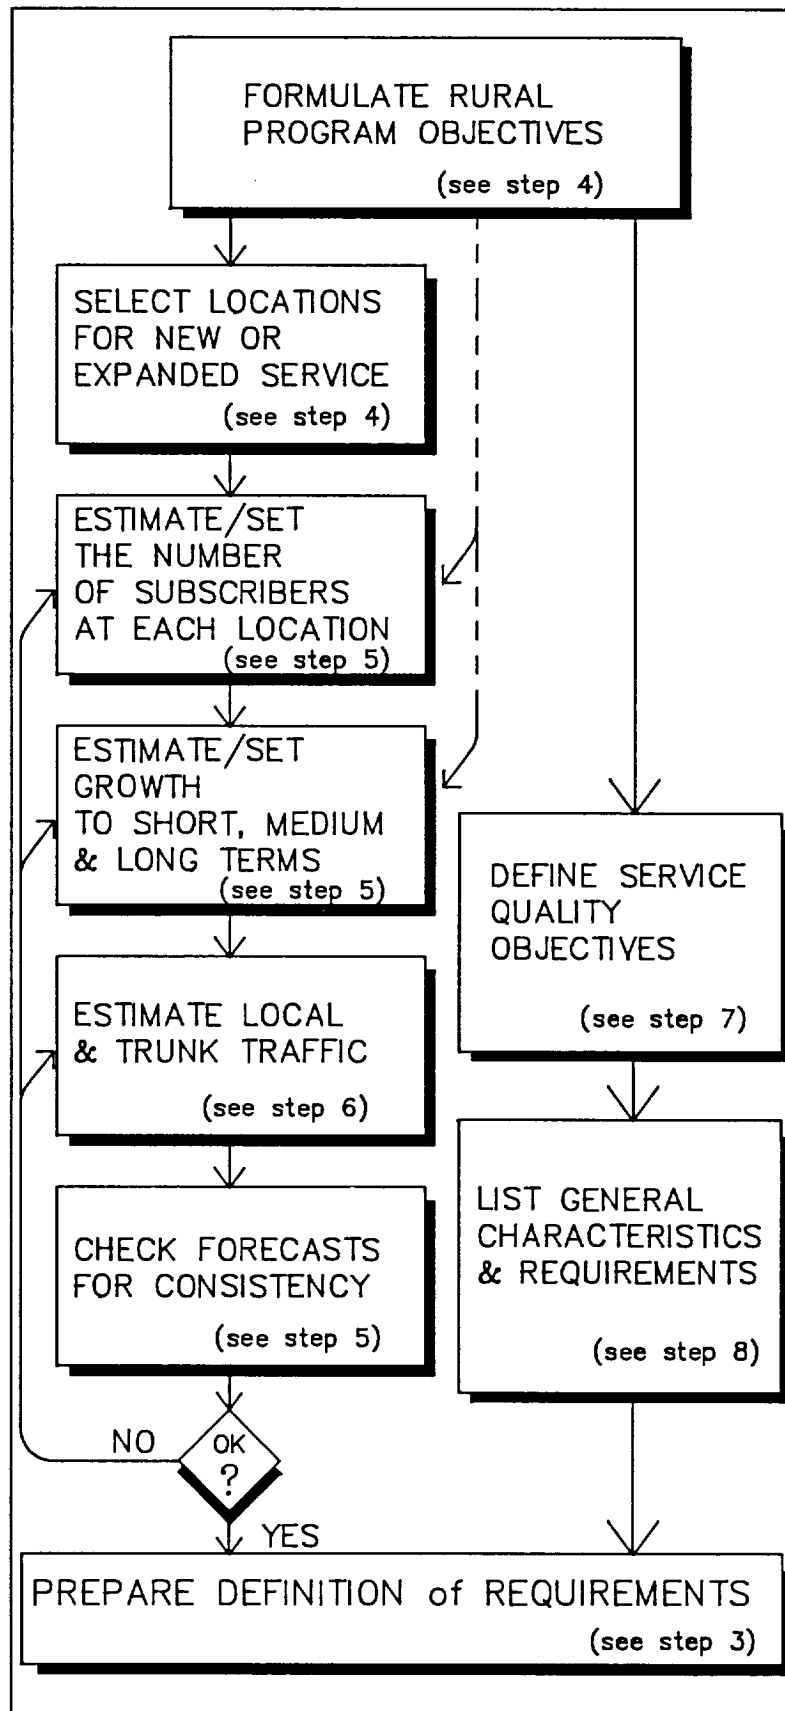 FORMULATE RURAL
PROGRAM OBJECTIVES
(see step 4)
SELECT LOCATIONS
FOR NEW OR
EXPANDED SERVICE
(see step 4)
ESTIMATE/SET
THE NUMBER
OF SUBSCRIBERS
AT EACH LOCATION
(see step 5)
ESTIMATE/SET
GROWTH
TO SHORT, MEDIUM
& LONG TERMS
(see step 5)
ESTIMATE LOCAL
& TRUNK TRAFFIC
(see step 6)
CHECK FORECASTS
FOR CONSISTENCY
(see step 5)
NO
OK
?
YES
DEFINE SERVICE
QUALITY
OBJECTIVES
(see step 7)
LIST GENERAL
CHARACTERISTICS
& REQUIREMENTS
(see step 8)
PREPARE DEFINITION of REQUIREMENTS
(see step 3)